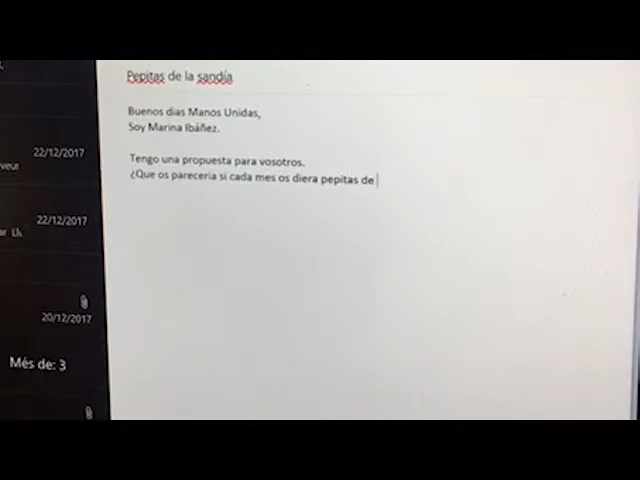 Pepitas de la sandía
Buenos dias Manos Unidas,
Soy Marina Ibáñez.
Tengo una propuesta para vosotros.
¿Que os pareceria si cada mes os diera pepitas de
22/12/2017
22/12/2017
20/12/2017
Més de: 3